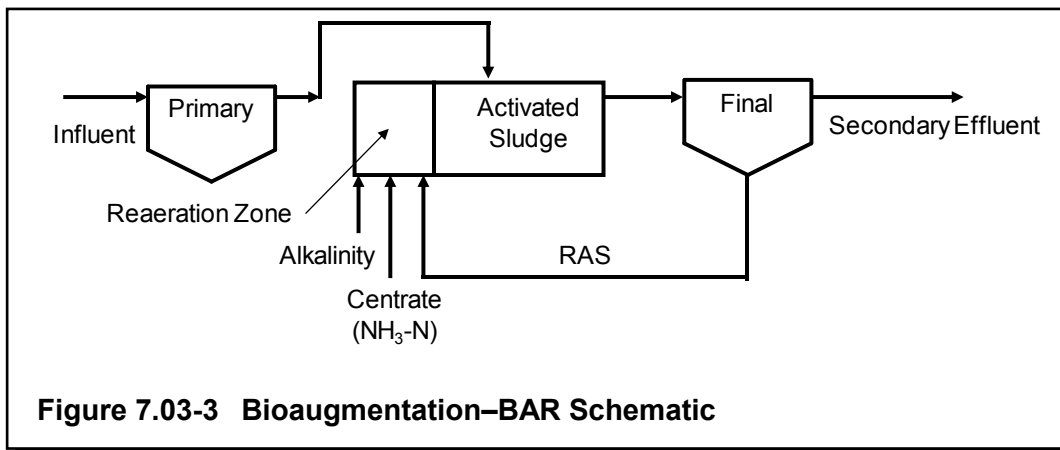 Primary
Activated
Sludge
Final
Influent
Secondary Effluent
Reaeration Zone
Alkalinity
RAS
Centrate
(NH₃-N)
Figure 7.03-3 Bioaugmentation–BAR Schematic